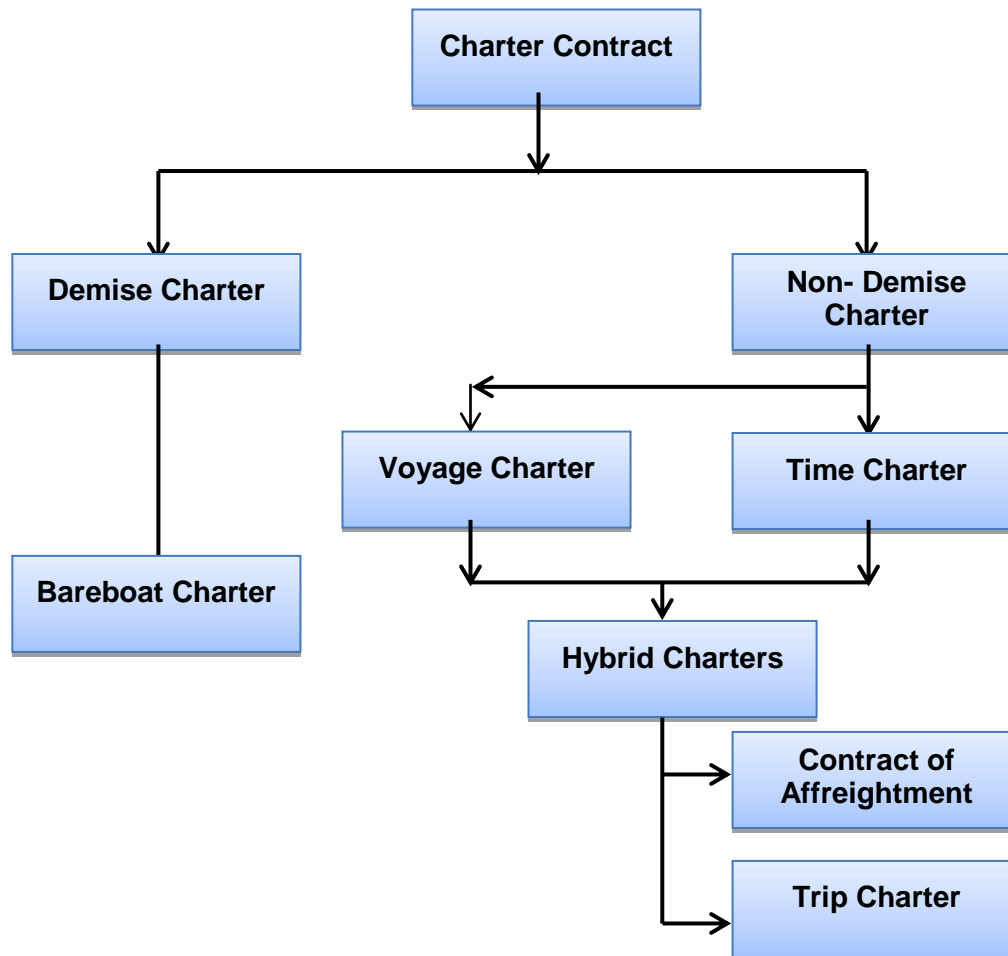 Charter Contract
Demise Charter
Non- Demise
Charter
Voyage Charter
Time Charter
Bareboat Charter
Hybrid Charters
Contract of
Affreightment
Trip Charter